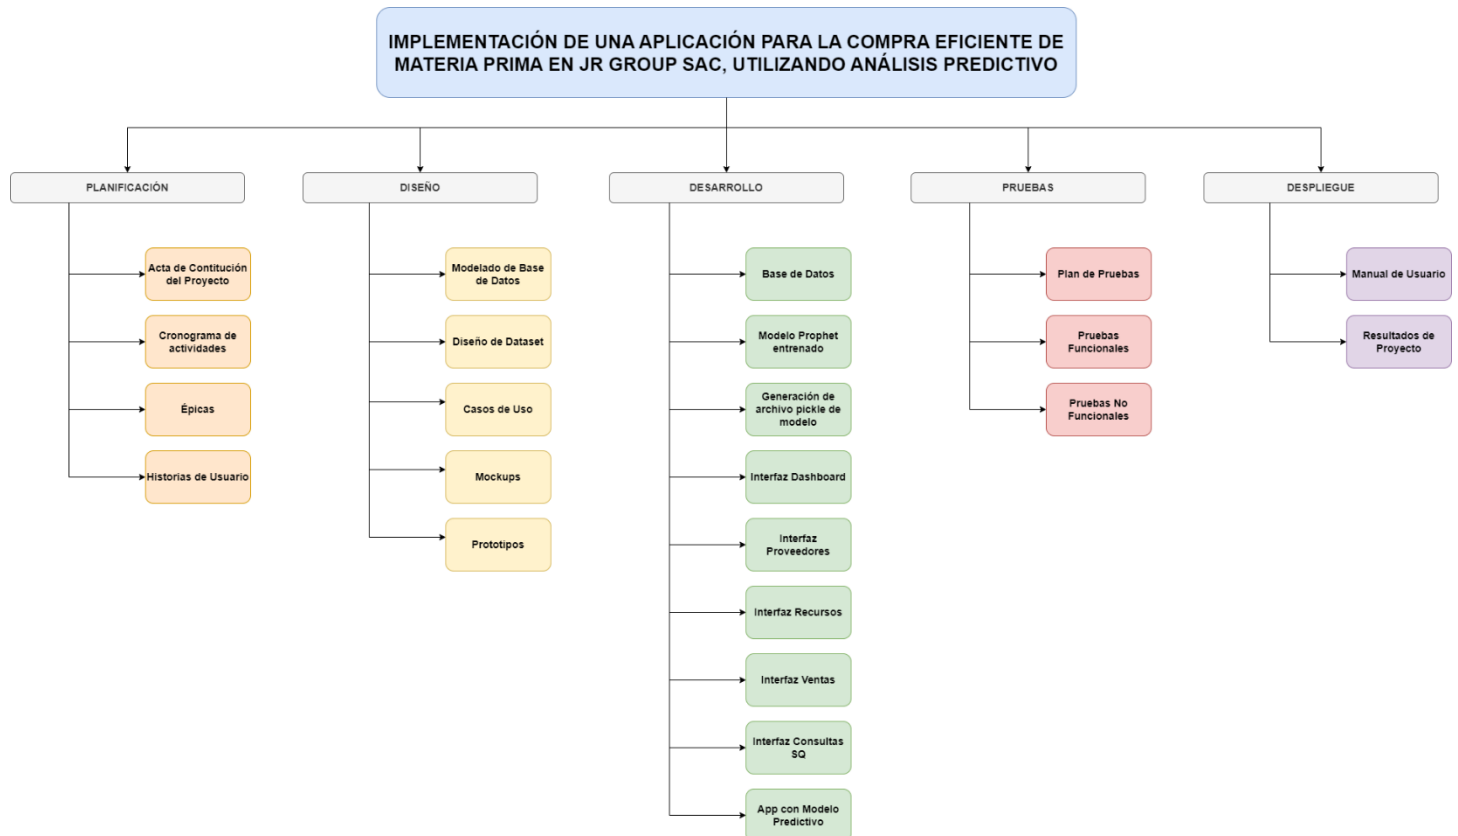 IMPLEMENTACIÓN DE UNA APLICACIÓN PARA LA COMPRA EFICIENTE DE
MATERIA PRIMA EN JR GROUP SAC, UTILIZANDO ANÁLISIS PREDICTIVO
PLANIFICACIÓN
Acta de Contitución
del Proyecto
Cronograma de
actividades
Épicas
Historias de Usuario
DISEÑO
Modelado de Base
de Datos
Diseño de Dataset
Casos de Uso
Mockups
Prototipos
DESARROLLO
Base de Datos
Modelo Prophet
entrenado
Generación de
archivo pickle de
modelo
Interfaz Dashboard
Interfaz
Proveedores
Interfaz Recursos
Interfaz Ventas
Interfaz Consultas
SQ
App con Modelo
Predictivo
PRUEBAS
Plan de Pruebas
Pruebas
Funcionales
Pruebas No
Funcionales
DESPLIEGUE
Manual de Usuario
Resultados de
Proyecto